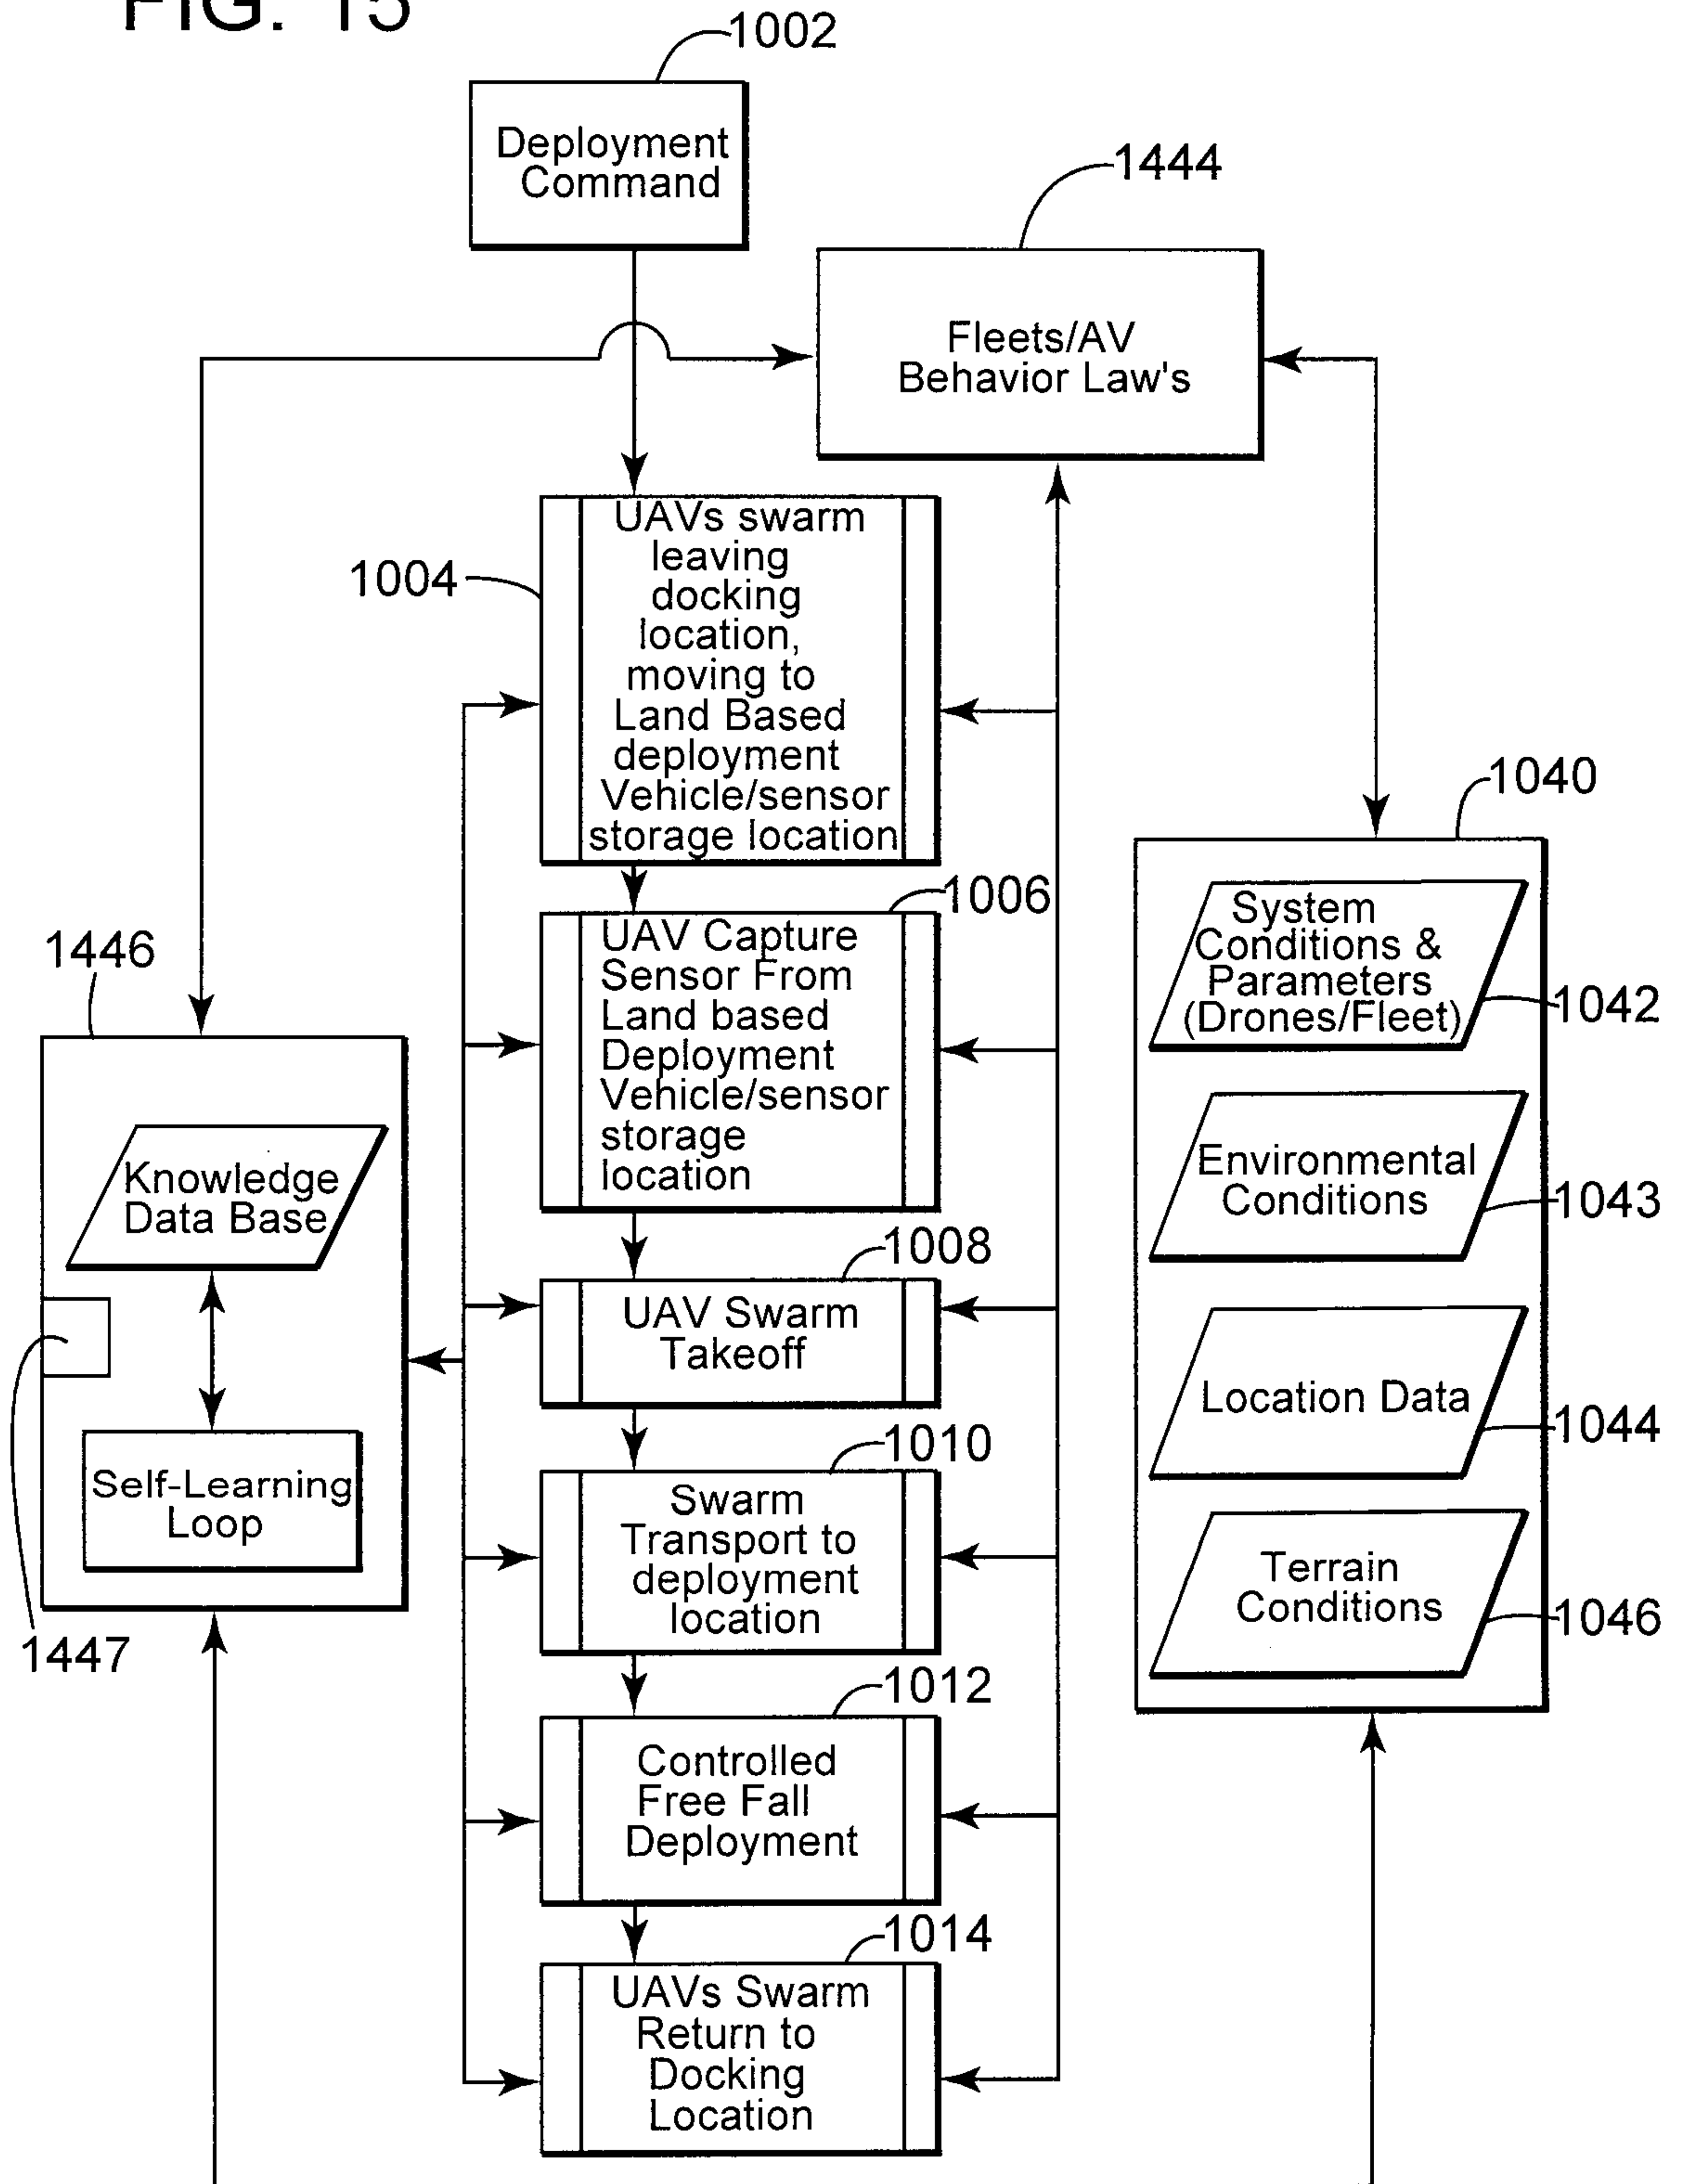 FIG. 15
1002
Deployment
Command
1444
Fleets/AV
Behavior Law's
1004
UAVs swarm
leaving
docking
location,
moving to
Land Based
deployment
Vehicle/sensor
storage location
1006
UAV Capture
Sensor From
Land based
Deployment
Vehicle/sensor
storage
location
1008
UAV Swarm
Takeoff
1010
Swarm
Transport to
deployment
location
1012
Controlled
Free Fall
Deployment
1014
UAVs Swarm
Return to
Docking
Location
1446
Knowledge
Data Base
Self-Learning
Loop
1447
1040
System
Conditions &
Parameters
(Drones/Fleet)
1042
Environmental
Conditions
1043
Location Data
1044
Terrain
Conditions
1046